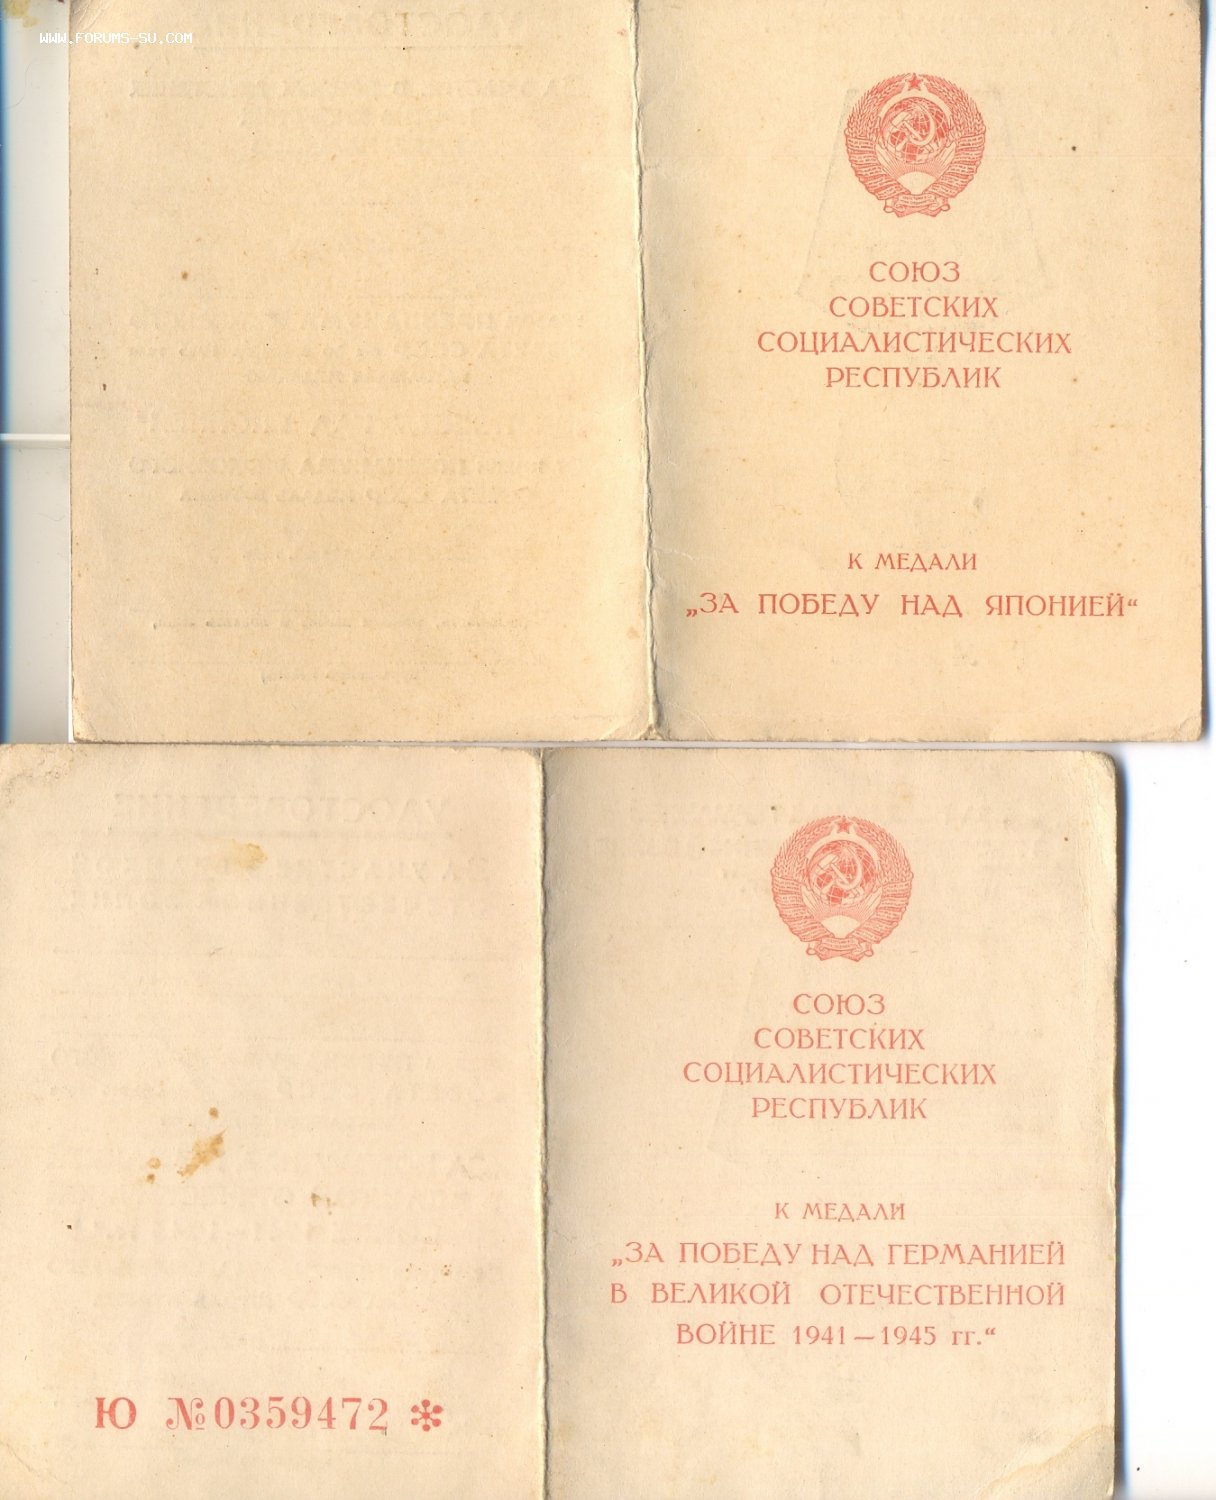 WWW.FORUMS-SU.COM
СОЮЗ
СОВЕТСКИХ
СОЦИАЛИСТИЧЕСКИХ
РЕСПУБЛИК
К МЕДАЛИ
„ЗА ПОБЕДУ НАД ЯПОНИЕЙ“
СОЮЗ
СОВЕТСКИХ
СОЦИАЛИСТИЧЕСКИХ
РЕСПУБЛИК
К МЕДАЛИ
„ЗА ПОБЕДУ НАД ГЕРМАНИЕЙ
В ВЕЛИКОЙ ОТЕЧЕСТВЕННОЙ
ВОЙНЕ 1941 — 1945 гг.“
Ю №0359472 *